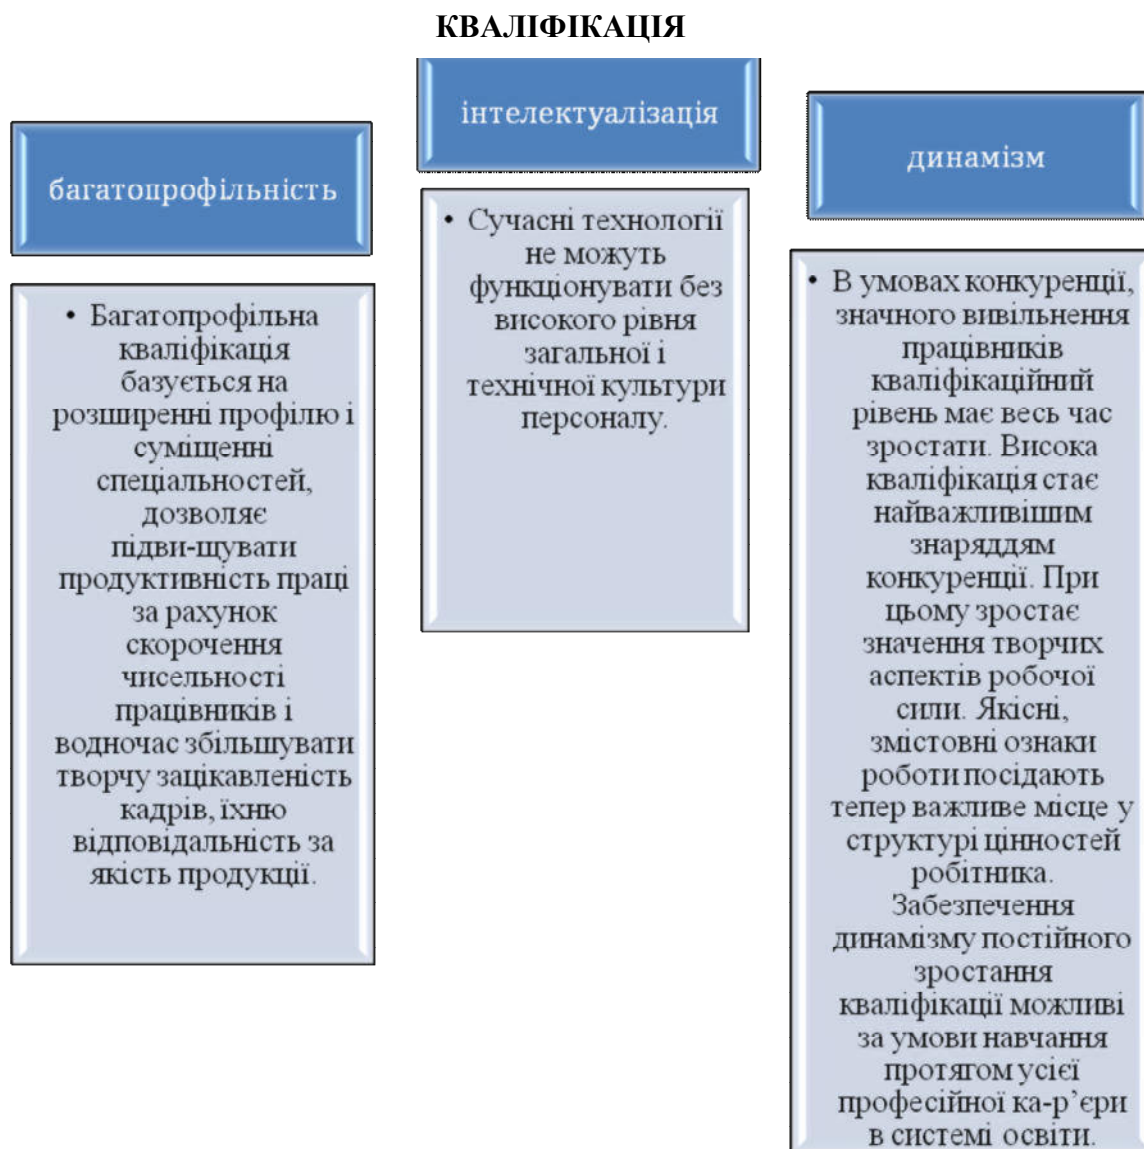 КВАЛІФІКАЦІЯ
багатопрофільність
• Багатопрофільна
кваліфікація
базується на
розширенні профілю і
суміщенні
спеціальностей,
дозволяє
підви-щувати
продуктивність праці
за рахунок
скорочення
чисельності
працівників і
водночас збільшувати
творчу зацікавленість
кадрів, їхню
відповідальність за
якість продукції.
інтелектуалізація
• Сучасні технології
не можуть
функціонувати без
високого рівня
загальної і
технічної культури
персоналу.
динамізм
• В умовах конкуренції,
значного вивільнення
працівників
кваліфікаційний
рівень має весь час
зростати. Висока
кваліфікація стає
найважливішим
знаряддям
конкуренції. При
цьому зростає
значення творчих
аспектів робочої
сили. Якісні,
змістовні ознаки
роботи посідають
тепер важливе місце у
структурі цінностей
робітника.
Забезпечення
динамізму постійного
зростання
кваліфікації можливі
за умови навчання
протягом усієї
професійної ка-р’єри
в системі освіти.